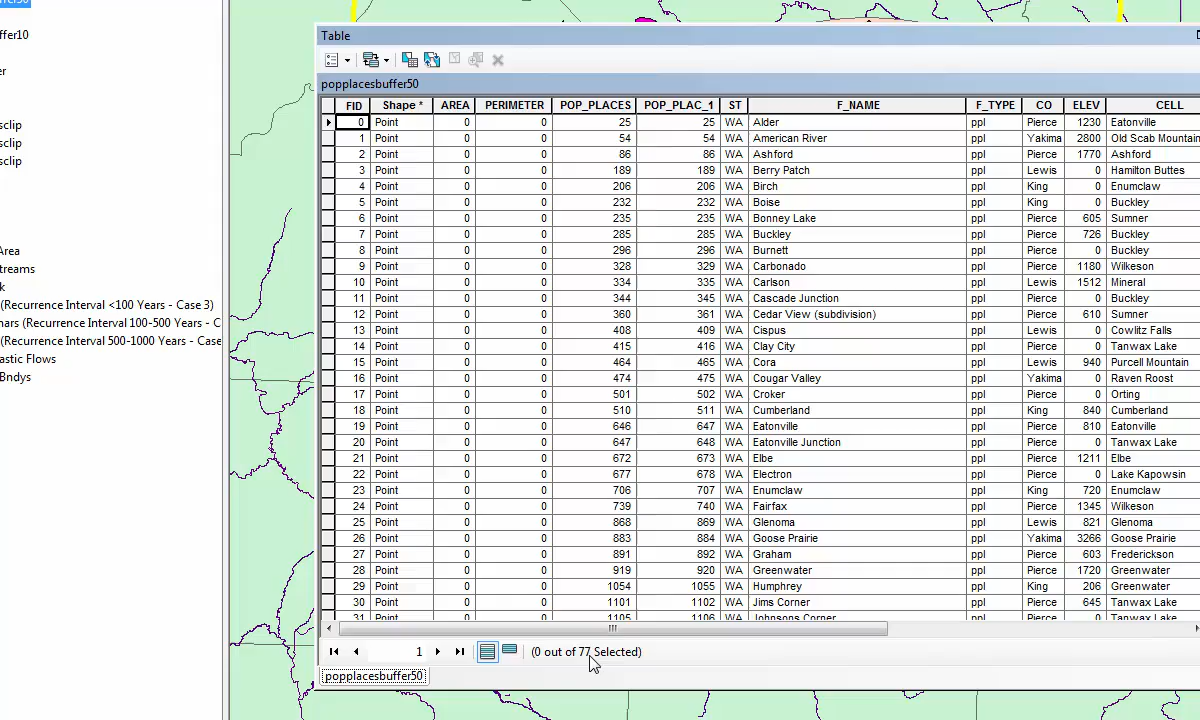 ffer10
er
sclip
sclip
sclip
Area
treams
k
(Recurrence Interval <100 Years - Case 3)
nars (Recurrence Interval 100-500 Years - C
(Recurrence Interval 500-1000 Years - Case
astic Flows
Bndys
Table
popplacesbuffer50
FID Shape * AREA PERIMETER POP_PLACES POP_PLAC_1 ST F_NAME F_TYPE CO ELEV CELL
0 Point 0 0 25 25 WA Alder ppl Pierce 1230 Eatonville
1 Point 0 0 54 54 WA American River ppl Yakima 2800 Old Scab Mountain
2 Point 0 0 86 86 WA Ashford ppl Pierce 1770 Ashford
3 Point 0 0 189 189 WA Berry Patch ppl Lewis 0 Hamilton Buttes
4 Point 0 0 206 206 WA Birch ppl King 0 Enumclaw
5 Point 0 0 232 232 WA Boise ppl King 0 Buckley
6 Point 0 0 235 235 WA Bonney Lake ppl Pierce 605 Sumner
7 Point 0 0 285 285 WA Buckley ppl Pierce 726 Buckley
8 Point 0 0 296 296 WA Burnett ppl Pierce 0 Buckley
9 Point 0 0 328 329 WA Carbonado ppl Pierce 1180 Wilkeson
10 Point 0 0 334 335 WA Carlson ppl Lewis 1512 Mineral
11 Point 0 0 344 345 WA Cascade Junction ppl Pierce 0 Buckley
12 Point 0 0 360 361 WA Cedar View (subdivision) ppl Pierce 610 Sumner
13 Point 0 0 408 409 WA Cispus ppl Lewis 0 Cowlitz Falls
14 Point 0 0 415 416 WA Clay City ppl Pierce 0 Tanwax Lake
15 Point 0 0 464 465 WA Cora ppl Lewis 940 Purcell Mountain
16 Point 0 0 474 475 WA Cougar Valley ppl Yakima 0 Raven Roost
17 Point 0 0 501 502 WA Croker ppl Pierce 0 Orting
18 Point 0 0 510 511 WA Cumberland ppl King 840 Cumberland
19 Point 0 0 646 647 WA Eatonville ppl Pierce 810 Eatonville
20 Point 0 0 647 648 WA Eatonville Junction ppl Pierce 0 Tanwax Lake
21 Point 0 0 672 673 WA Elbe ppl Pierce 1211 Elbe
22 Point 0 0 677 678 WA Electron ppl Pierce 0 Lake Kapowsin
23 Point 0 0 706 707 WA Enumclaw ppl King 720 Enumclaw
24 Point 0 0 739 740 WA Fairfax ppl Pierce 1345 Wilkeson
25 Point 0 0 868 869 WA Glenoma ppl Lewis 821 Glenoma
26 Point 0 0 883 884 WA Goose Prairie ppl Yakima 3266 Goose Prairie
27 Point 0 0 891 892 WA Graham ppl Pierce 603 Frederickson
28 Point 0 0 919 920 WA Greenwater ppl Pierce 1720 Greenwater
29 Point 0 0 1054 1055 WA Humphrey ppl King 206 Greenwater
30 Point 0 0 1101 1102 WA Jims Corner ppl Pierce 645 Tanwax Lake
31 Point 0 0 1105 1106 WA Johnsons Corner ppl Pierce 0 Tanwax Lake
1 (0 out of 77 Selected)
popplacesbuffer50